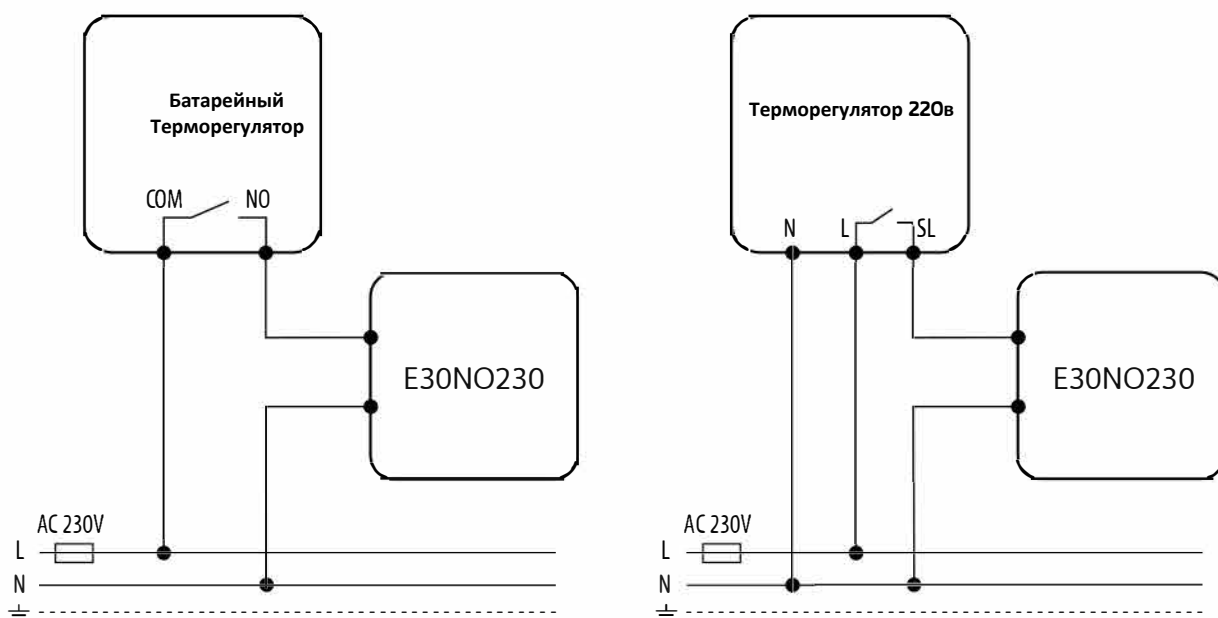 Батарейный
Терморегулятор
COM NO
E30NO230
AC 230V
L
N
Терморегулятор 220в
N L SL
E30NO230
AC 230V
L
N